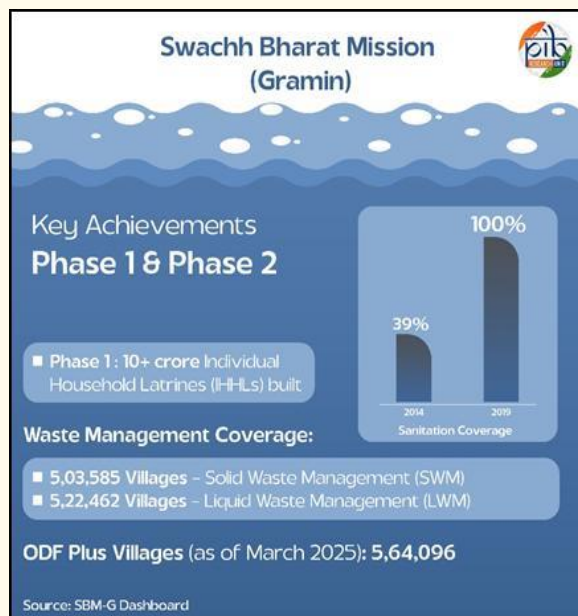 Swachh Bharat Mission
(Gramin)
pib
RESEARCH UNIT
Key Achievements
Phase 1 & Phase 2
■ Phase 1 : 10+ crore Individual
Household Latrines (IHHLs) built
100%
39%
2014 2019
Sanitation Coverage
Waste Management Coverage:
■ 5,03,585 Villages – Solid Waste Management (SWM)
■ 5,22,462 Villages – Liquid Waste Management (LWM)
ODF Plus Villages (as of March 2025): 5,64,096
Source: SBM-G Dashboard